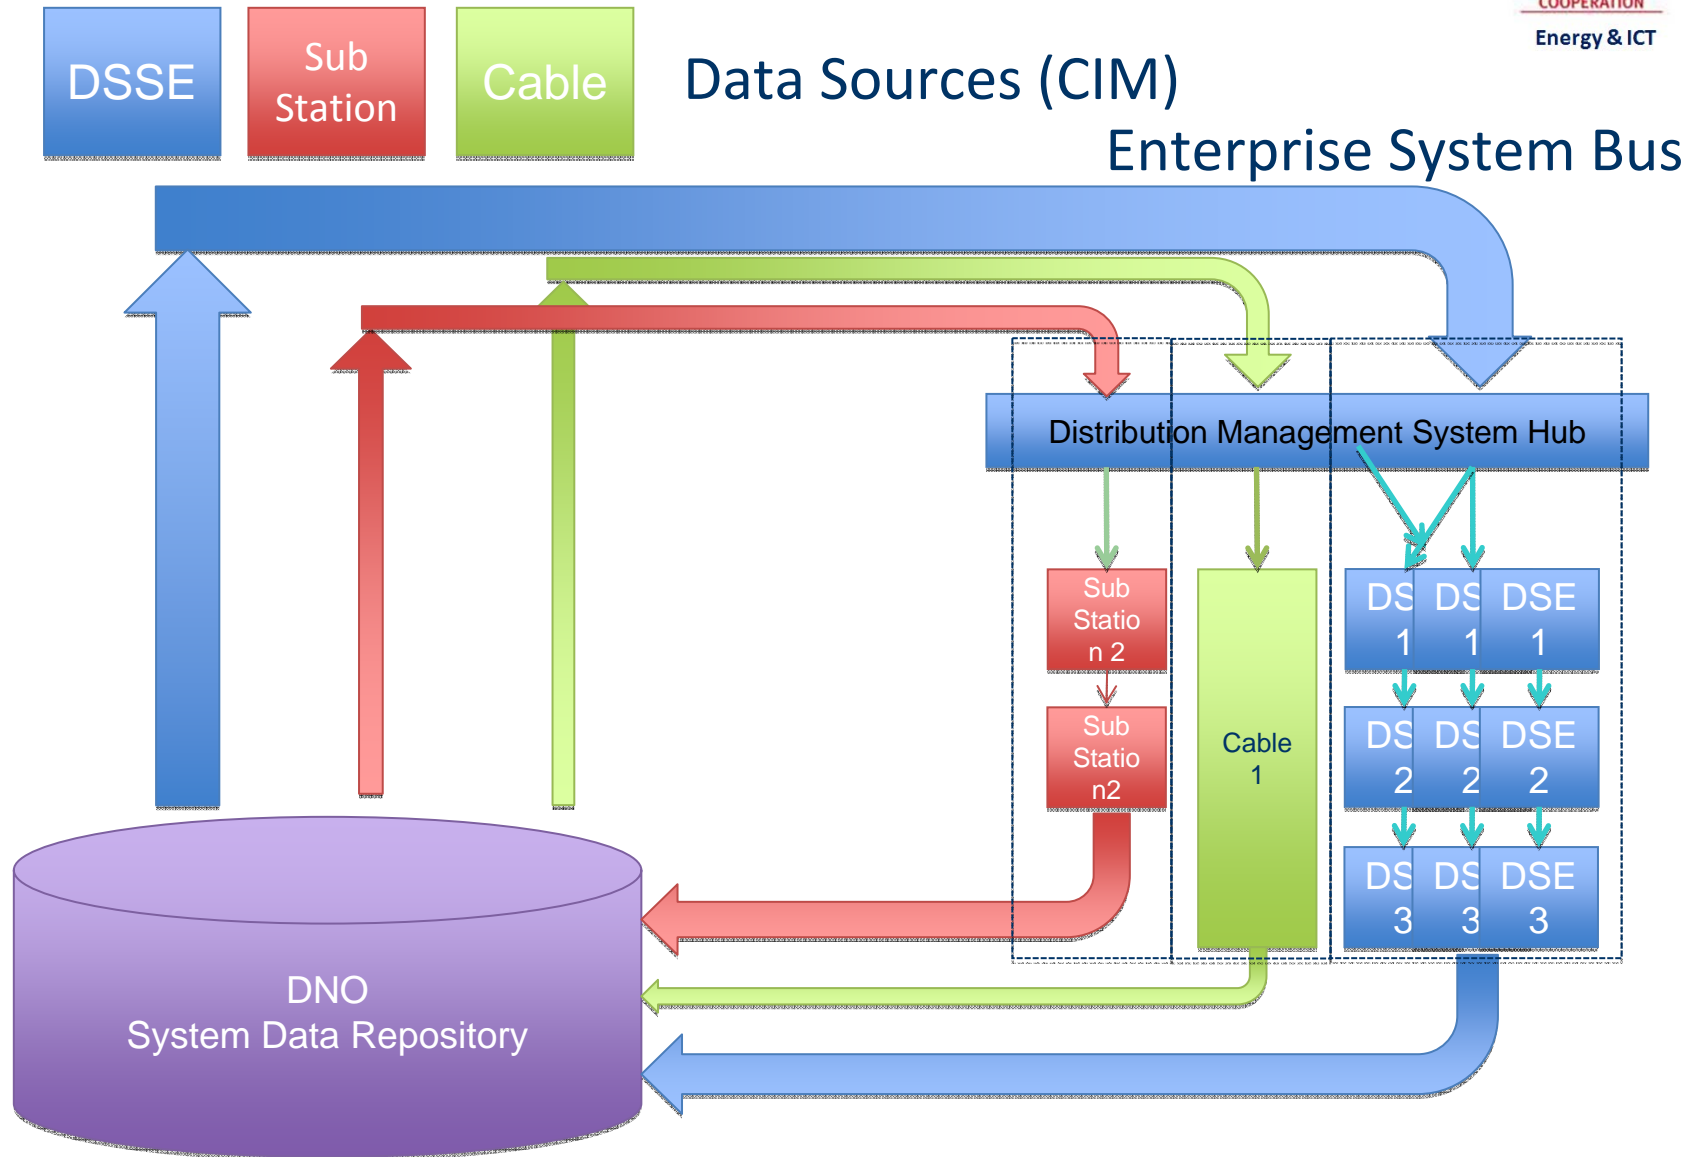 COOPERATION
Energy & ICT
DSSE
Sub
Station
Cable
Data Sources (CIM)
Enterprise System Bus
Distribution Management System Hub
Sub
Statio
n 2
Sub
Statio
n2
Cable
1
DS DS DSE
1 1 1
DS DS DSE
2 2 2
DS DS DSE
3 3 3
DNO
System Data Repository